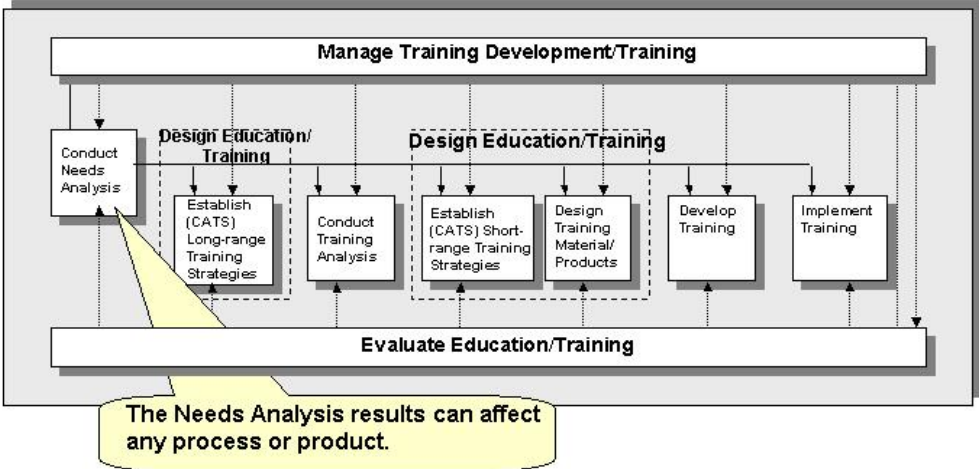 Manage Training Development/Training
Conduct
Needs
Analysis
Design Education/
Training
Design Education/Training
Establish
(CATS)
Long-range
Training
Strategies
Conduct
Training
Analysis
Establish
(CATS) Short-
range Training
Strategies
Design
Training
Material/
Products
Develop
Training
Implement
Training
Evaluate Education/Training
The Needs Analysis results can affect
any process or product.